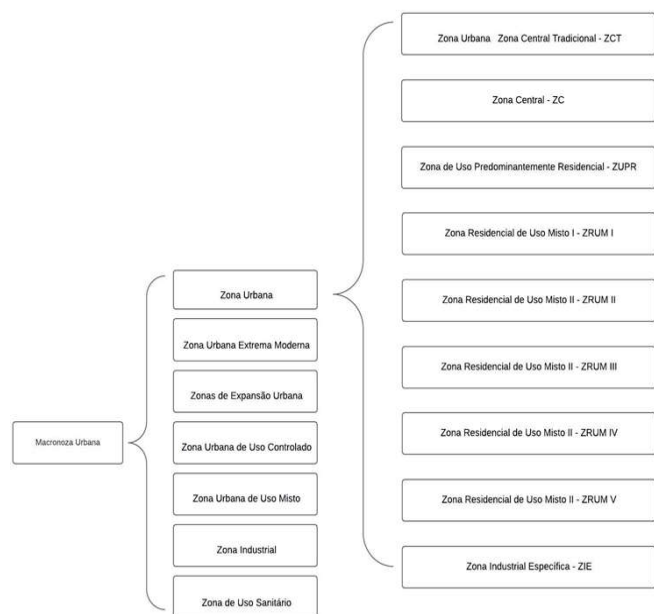 Macronoza Urbana
Zona Urbana
Zona Urbana Extrema Moderna
Zonas de Expansão Urbana
Zona Urbana de Uso Controlado
Zona Urbana de Uso Misto
Zona Industrial
Zona de Uso Sanitário
Zona Urbana Zona Central Tradicional - ZCT
Zona Central - ZC
Zona de Uso Predominantemente Residencial - ZUPR
Zona Residencial de Uso Misto I - ZRUM I
Zona Residencial de Uso Misto II - ZRUM II
Zona Residencial de Uso Misto II - ZRUM III
Zona Residencial de Uso Misto II - ZRUM IV
Zona Residencial de Uso Misto II - ZRUM V
Zona Industrial Específica - ZIE